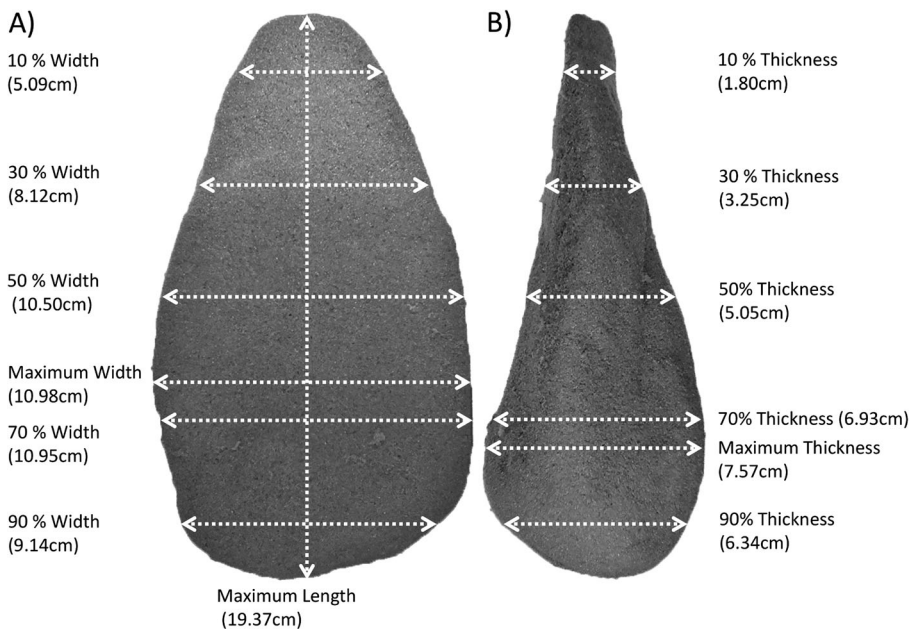 A)
10 % Width
(5.09cm)
30 % Width
(8.12cm)
50 % Width
(10.50cm)
Maximum Width
(10.98cm)
70 % Width
(10.95cm)
90 % Width
(9.14cm)
Maximum Length
(19.37cm)
B)
10 % Thickness
(1.80cm)
30 % Thickness
(3.25cm)
50% Thickness
(5.05cm)
70% Thickness (6.93cm)
Maximum Thickness
(7.57cm)
90% Thickness
(6.34cm)